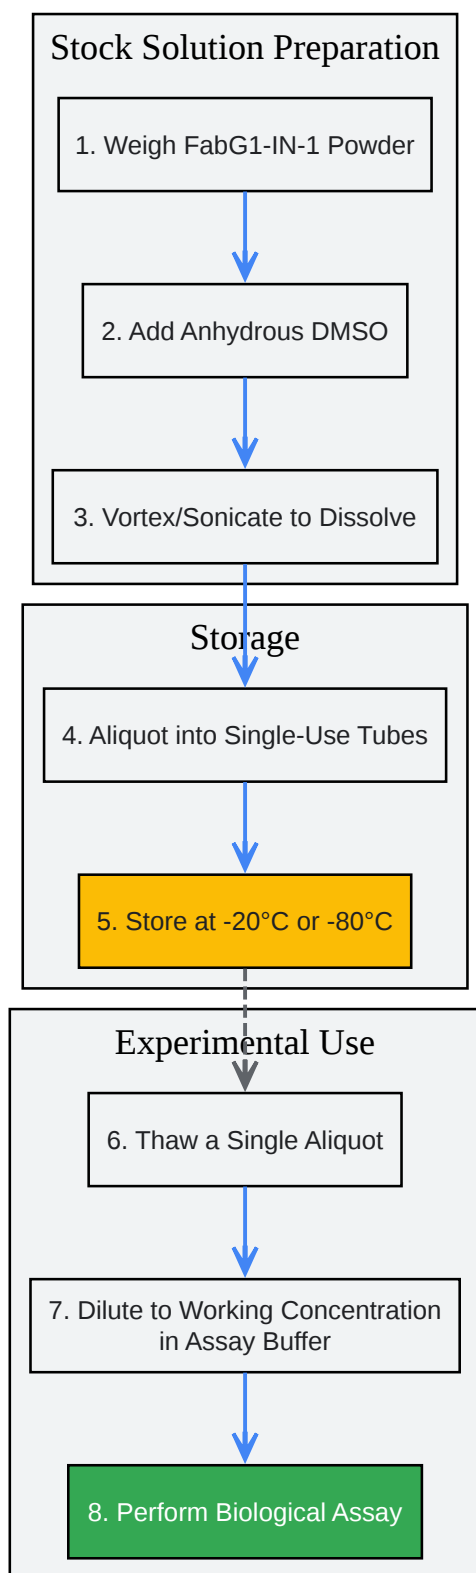 Stock Solution Preparation
1. Weigh FabG1-IN-1 Powder
2. Add Anhydrous DMSO
3. Vortex/Sonicate to Dissolve
Storage
4. Aliquot into Single-Use Tubes
5. Store at -20°C or -80°C
Experimental Use
6. Thaw a Single Aliquot
7. Dilute to Working Concentration
in Assay Buffer
8. Perform Biological Assay